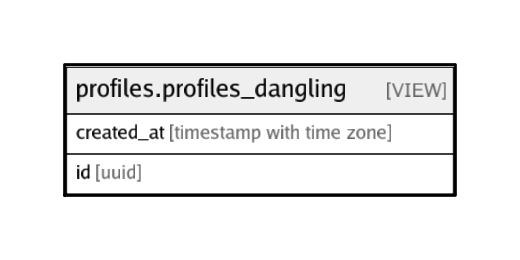 profiles.profiles_dangling [VIEW]
created_at [timestamp with time zone]
id [uuid]